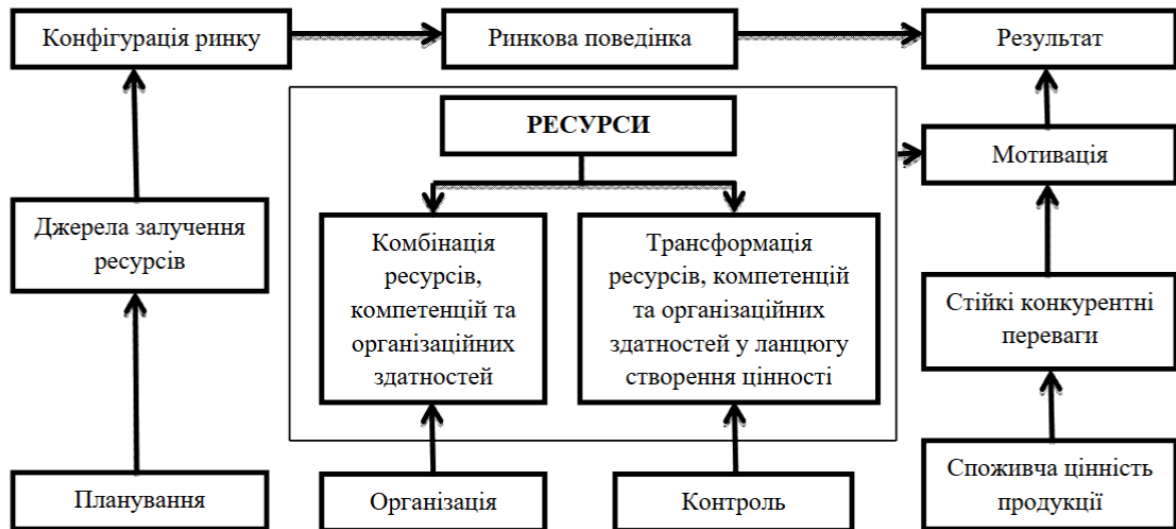 Конфігурація ринку
Ринкова поведінка
Результат
РЕСУРСИ
Мотивація
Джерела залучення
ресурсів
Комбінація
ресурсів,
компетенцій та
організаційних
здатностей
Трансформація
ресурсів, компетенцій
та організаційних
здатностей у ланцюгу
створення цінності
Стійкі конкурентні
переваги
Планування
Організація
Контроль
Споживча цінність
продукції